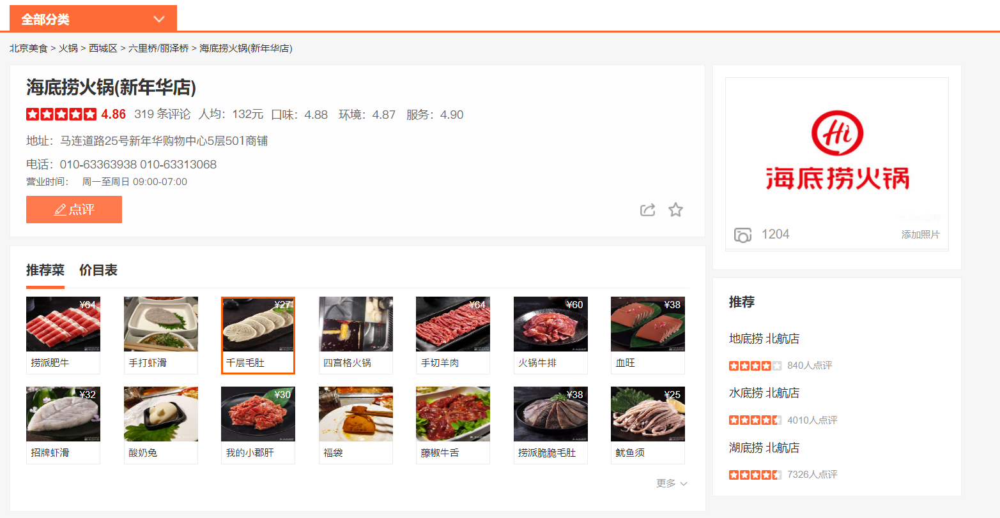 全部分类
北京美食 > 火锅 > 西城区 > 六里桥/丽泽桥 > 海底捞火锅(新年华店)
海底捞火锅(新年华店)
4.86 319 条评论 人均：132元 口味：4.88 环境：4.87 服务：4.90
地址：马连道路25号新年华购物中心5层501商铺
电话：010-63363938 010-63313068
营业时间： 周一至周日 09:00-07:00
点评
Hi
海底捞火锅
1204 添加照片
推荐菜 价目表
¥64 ¥27 ¥64 ¥60 ¥38
捞派肥牛 手打虾滑 千层毛肚 四宫格火锅 手切羊肉 火锅牛排 血旺
¥32 ¥30 ¥38 ¥25
招牌虾滑 酸奶兔 我的小郡肝 福袋 藤椒牛舌 捞派脆脆毛肚 鱿鱼须
更多
推荐
地底捞 北航店
840人点评
水底捞 北航店
4010人点评
湖底捞 北航店
7326人点评